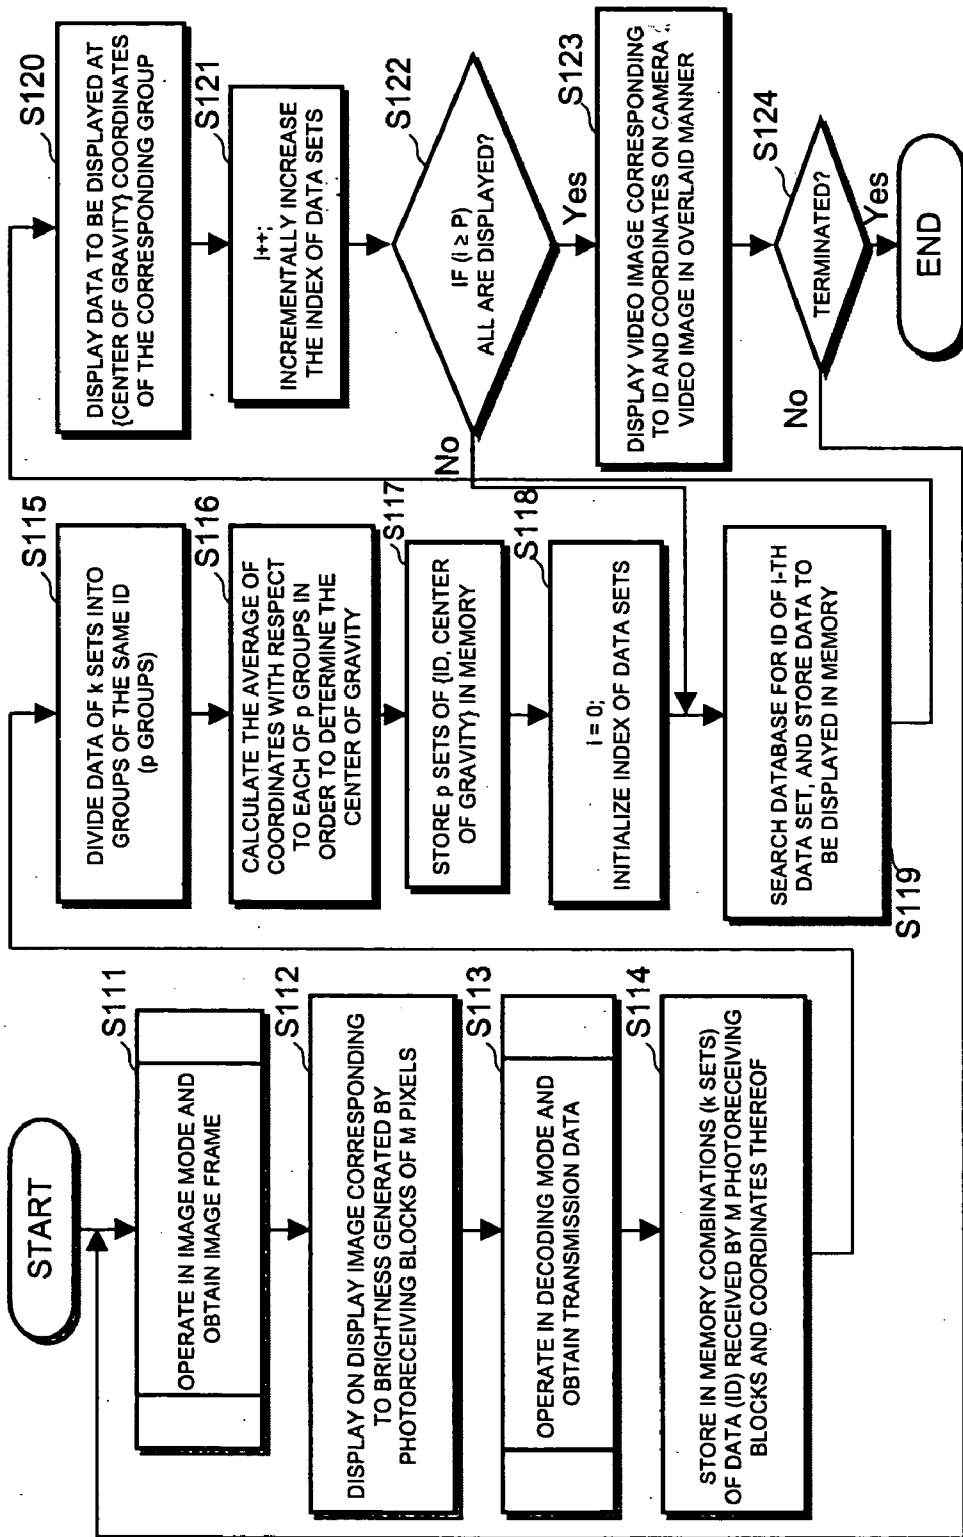 START
S111
OPERATE IN IMAGE MODE AND
OBTAIN IMAGE FRAME
S112
DISPLAY ON DISPLAY IMAGE CORRESPONDING
TO BRIGHTNESS GENERATED BY
PHOTORECEIVING BLOCKS OF M PIXELS
S113
OPERATE IN DECODING MODE AND
OBTAIN TRANSMISSION DATA
S114
STORE IN MEMORY COMBINATIONS (k SETS)
OF DATA (ID) RECEIVED BY M PHOTORECEIVING
BLOCKS AND COORDINATES THEREOF
S115
DIVIDE DATA OF k SETS INTO
GROUPS OF THE SAME ID
(p GROUPS)
S116
CALCULATE THE AVERAGE OF
COORDINATES WITH RESPECT
TO EACH OF p GROUPS IN
ORDER TO DETERMINE THE
CENTER OF GRAVITY
S117
STORE p SETS OF {ID, CENTER
OF GRAVITY} IN MEMORY
S118
i = 0;
INITIALIZE INDEX OF DATA SETS
SEARCH DATABASE FOR ID OF i-TH
DATA SET, AND STORE DATA TO
BE DISPLAYED IN MEMORY
S119
S120
DISPLAY DATA TO BE DISPLAYED AT
{CENTER OF GRAVITY} COORDINATES
OF THE CORRESPONDING GROUP
S121
i++;
INCREMENTALLY INCREASE
THE INDEX OF DATA SETS
S122
IF (i ≥ P)
ALL ARE DISPLAYED?
No
Yes
S123
DISPLAY VIDEO IMAGE CORRESPONDING
TO ID AND COORDINATES ON CAMERA
VIDEO IMAGE IN OVERLAID MANNER
S124
TERMINATED?
No
Yes
END